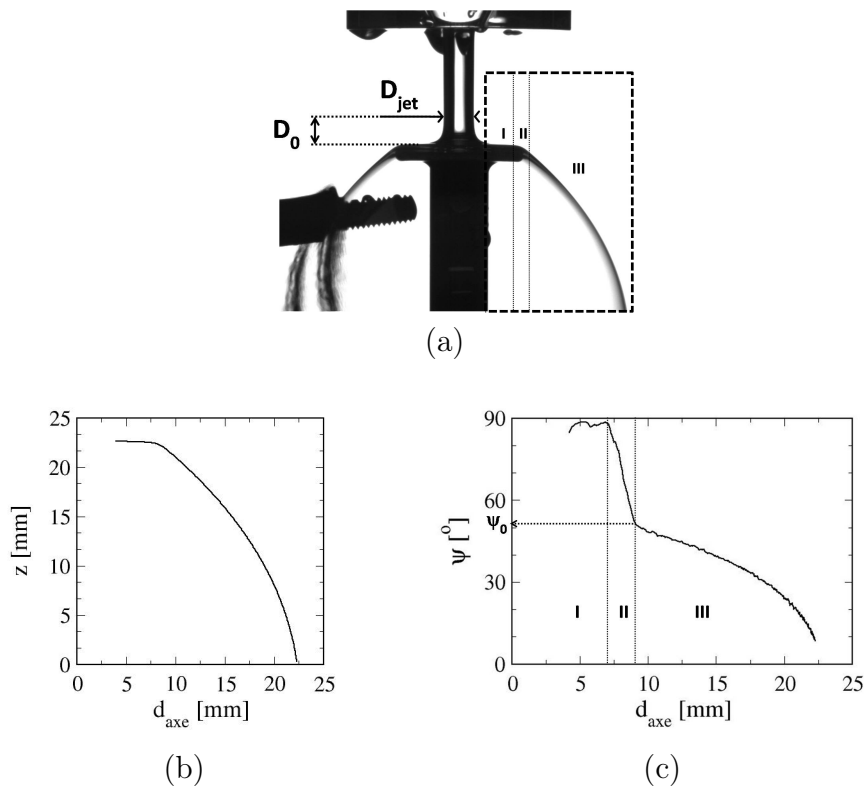 D_jet
D_0
I II
III
(a)
25
20
15
10
5
0
z [mm]
0 5 10 15 20 25
d_axe [mm]
(b)
90
60
30
0
Ψ_0
Ψ [°]
I II III
0 5 10 15 20 25
d_axe [mm]
(c)